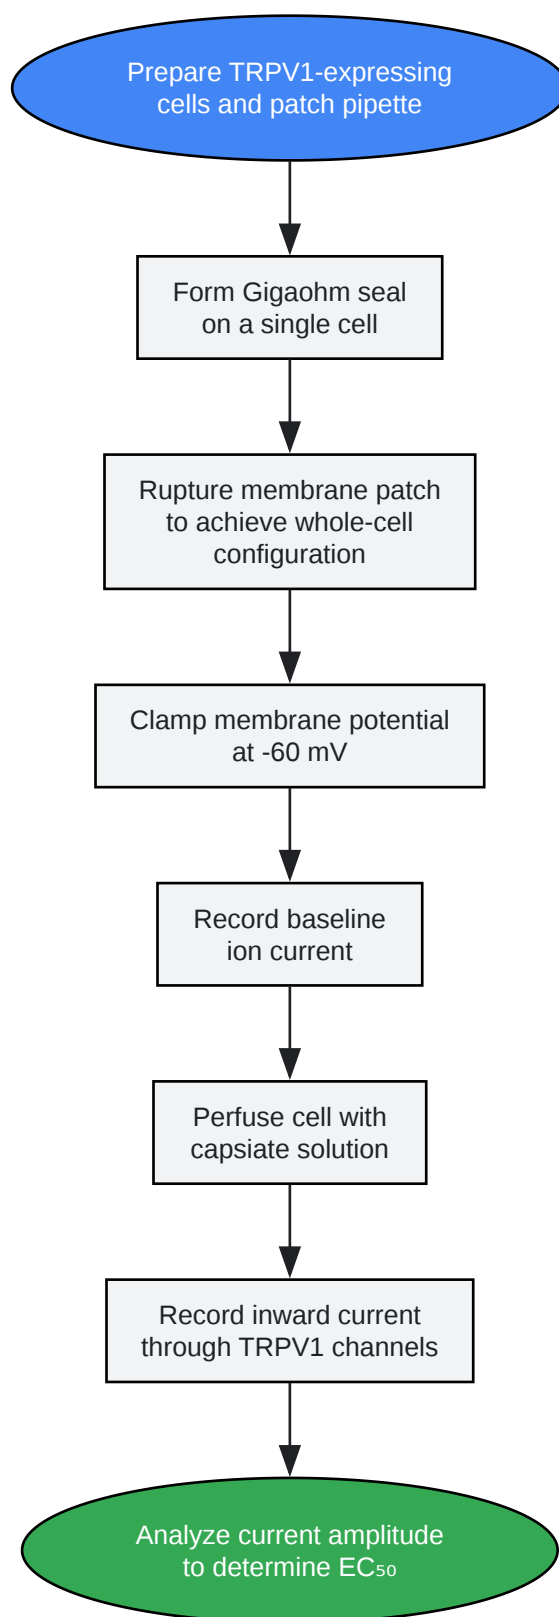 Prepare TRPV1-expressing
cells and patch pipette
Form Gigaohm seal
on a single cell
Rupture membrane patch
to achieve whole-cell
configuration
Clamp membrane potential
at -60 mV
Record baseline
ion current
Perfuse cell with
capsiate solution
Record inward current
through TRPV1 channels
Analyze current amplitude
to determine EC₅₀